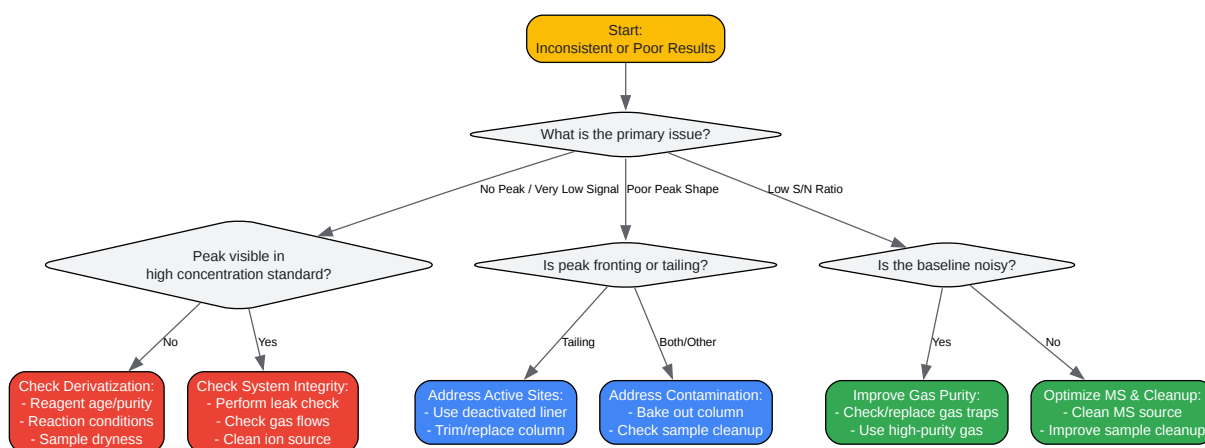 Start:
Inconsistent or Poor Results
What is the primary issue?
No Peak / Very Low Signal
Poor Peak Shape
Low S/N Ratio
Peak visible in
high concentration standard?
Is peak fronting or tailing?
Is the baseline noisy?
No
Yes
Tailing
Both/Other
Yes
No
Check Derivatization:
- Reagent age/purity
- Reaction conditions
- Sample dryness
Check System Integrity:
- Perform leak check
- Check gas flows
- Clean ion source
Address Active Sites:
- Use deactivated liner
- Trim/replace column
Address Contamination:
- Bake out column
- Check sample cleanup
Improve Gas Purity:
- Check/replace gas traps
- Use high-purity gas
Optimize MS & Cleanup:
- Clean MS source
- Improve sample cleanup